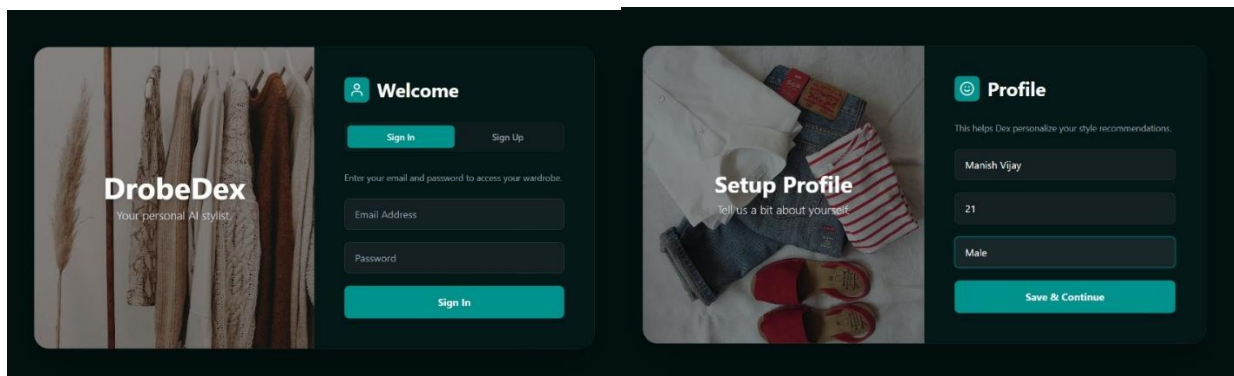 DrobeDex
Your personal AI stylist.
Welcome
Sign In
Sign Up
Enter your email and password to access your wardrobe.
Email Address
Password
Sign In
Setup Profile
Tell us a bit about yourself.
Profile
This helps Dex personalize your style recommendations.
Manish Vijay
21
Male
Save & Continue